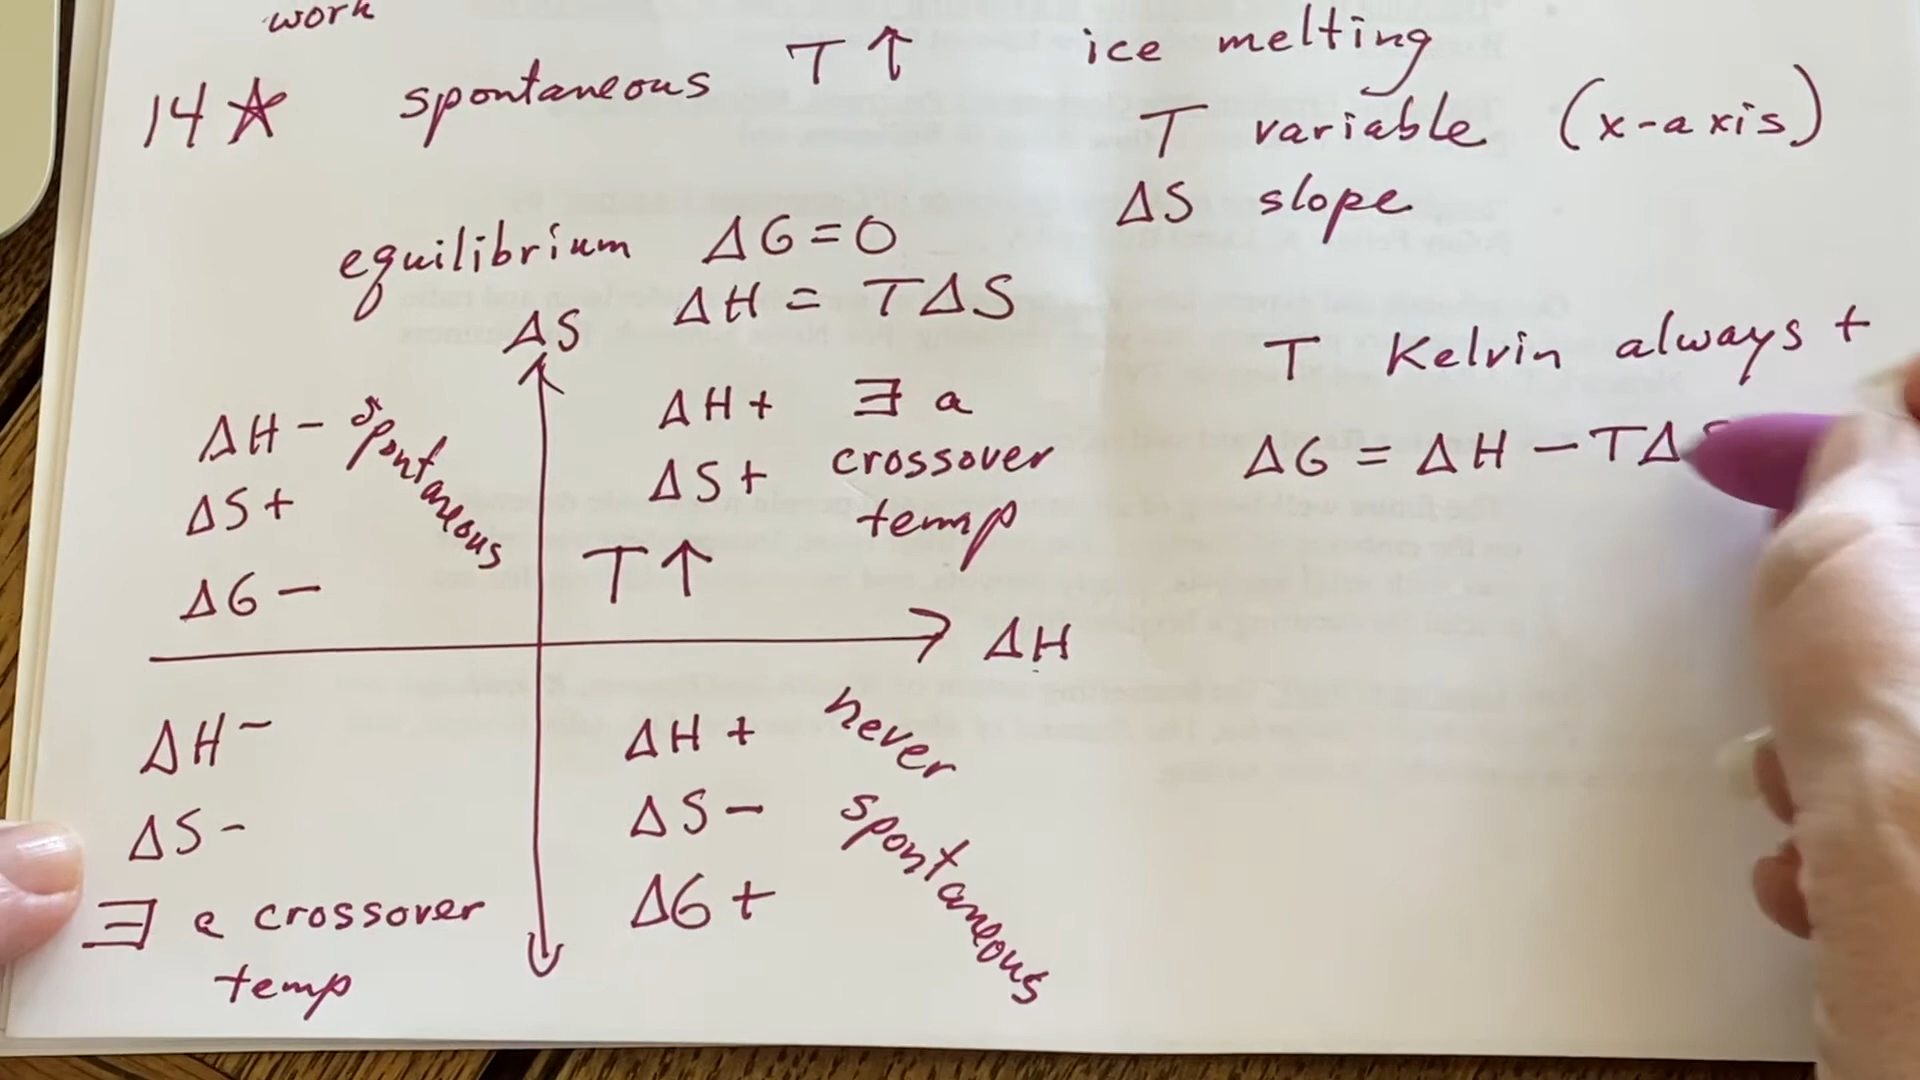 work
T ↑ ice melting
14 ☆ spontaneous
T variable (x-axis)
ΔS slope
equilibrium ΔG = 0
ΔH = TΔS
T Kelvin always +
ΔG = ΔH - TΔ
ΔS
ΔH - spontaneous
ΔS +
ΔG -
ΔH + ∃ a
ΔS + crossover
temp
T ↑
ΔH
ΔH -
ΔS -
∃ a crossover
temp
ΔH + never
ΔS - spontaneous
ΔG +